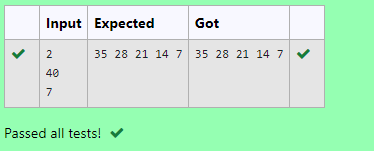 Input Expected Got
2 35 28 21 14 7 35 28 21 14 7
40
7
Passed all tests!